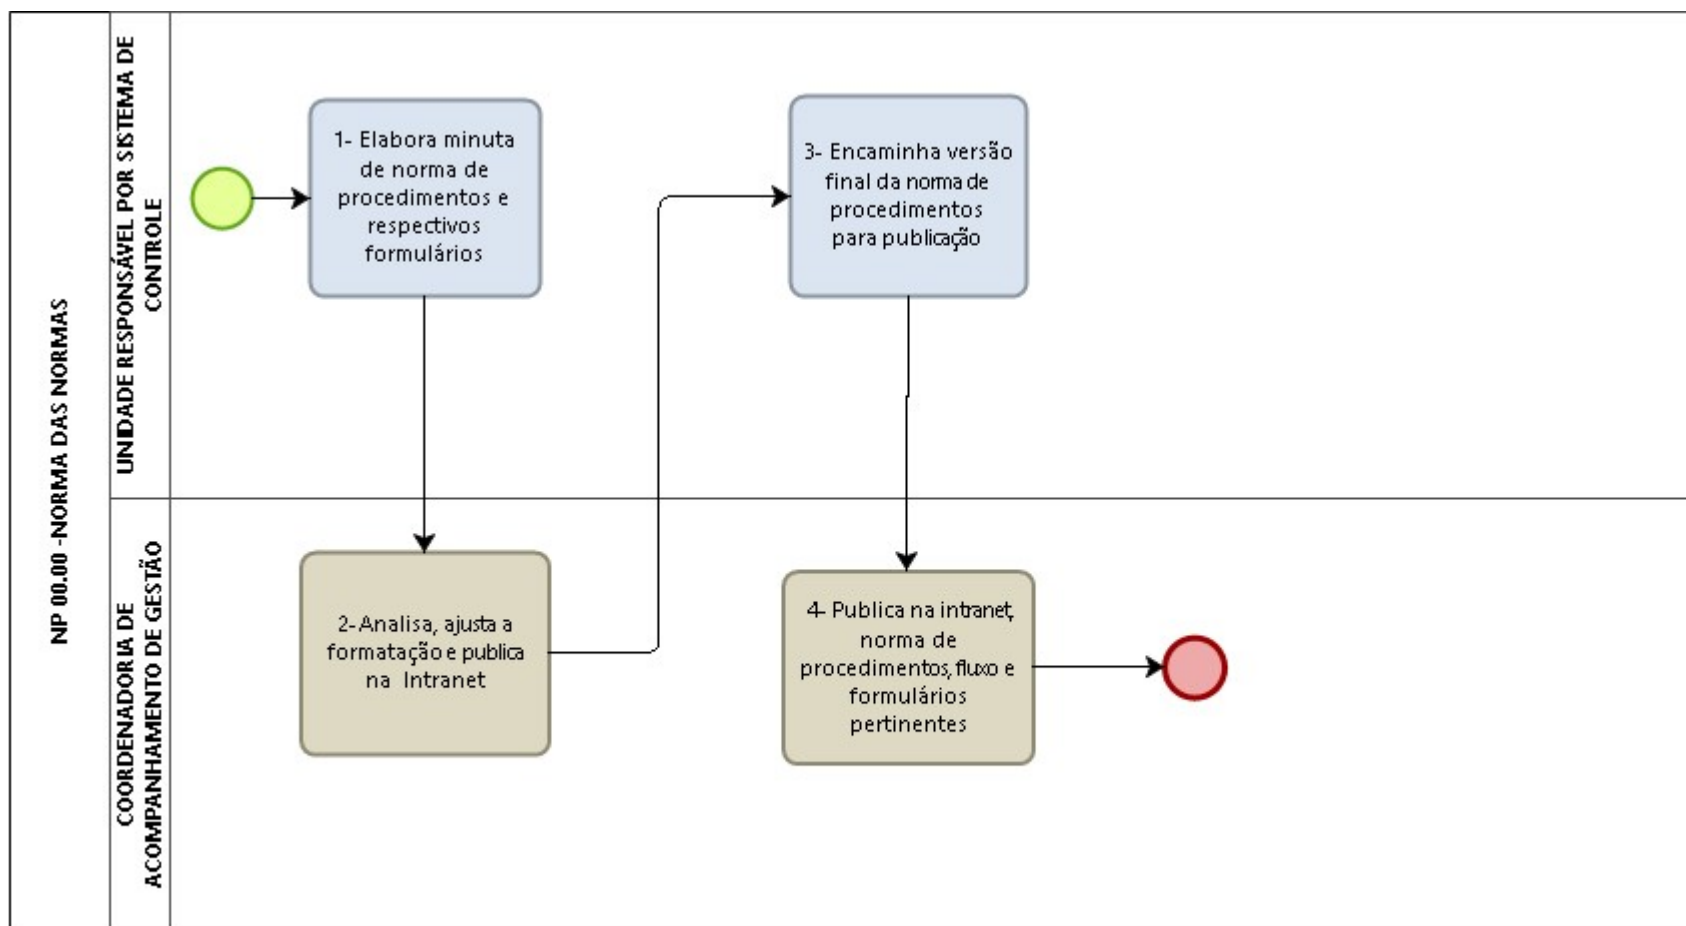 NP 00.00 -NORMA DAS NORMAS
UNIDADE RESPONSÁVEL POR SISTEMA DE
CONTROLE
1- Elabora minuta
de norma de
procedimentos e
respectivos
formulários
3- Encaminha versão
final da norma de
procedimentos
para publicação
COORDENADORIA DE
ACOMPANHAMENTO DE GESTÃO
2- Analisa, ajusta a
formatação e publica
na Intranet
4- Publica na intranet,
norma de
procedimentos, fluxo e
formulários
pertinentes